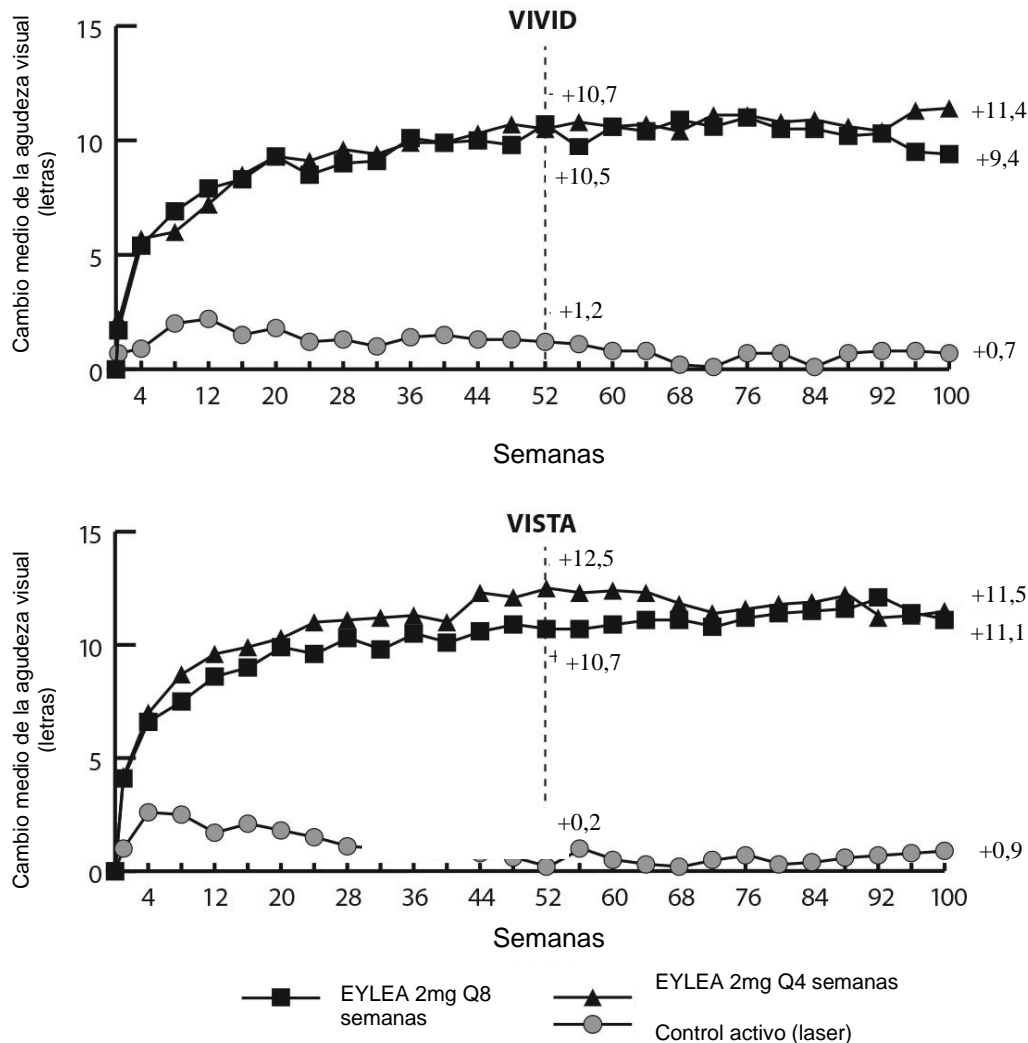 VIVID
Cambio medio de la agudeza visual
(letras)
15
10
5
0
+10,7
+10,5
+1,2
+11,4
+9,4
+0,7
4 12 20 28 36 44 52 60 68 76 84 92 100
Semanas
VISTA
Cambio medio de la agudeza visual
(letras)
15
10
5
0
+12,5
+ +10,7
+0,2
+11,5
+11,1
+0,9
4 12 20 28 36 44 52 60 68 76 84 92 100
Semanas
EYLEA 2mg Q8
semanas
EYLEA 2mg Q4 semanas
Control activo (laser)